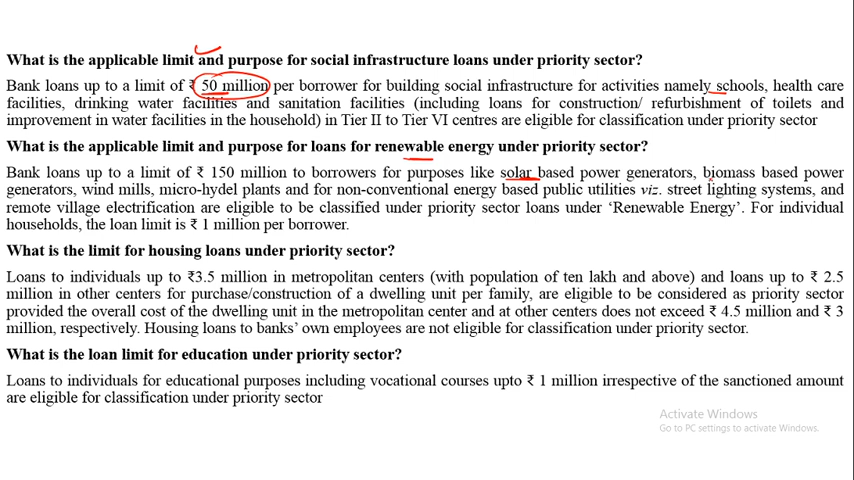 What is the applicable limit and purpose for social infrastructure loans under priority sector?
Bank loans up to a limit of ₹ 50 million per borrower for building social infrastructure for activities namely schools, health care
facilities, drinking water facilities and sanitation facilities (including loans for construction/ refurbishment of toilets and
improvement in water facilities in the household) in Tier II to Tier VI centres are eligible for classification under priority sector
What is the applicable limit and purpose for loans for renewable energy under priority sector?
Bank loans up to a limit of ₹ 150 million to borrowers for purposes like solar based power generators, biomass based power
generators, wind mills, micro-hydel plants and for non-conventional energy based public utilities viz. street lighting systems, and
remote village electrification are eligible to be classified under priority sector loans under ‘Renewable Energy’. For individual
households, the loan limit is ₹ 1 million per borrower.
What is the limit for housing loans under priority sector?
Loans to individuals up to ₹3.5 million in metropolitan centers (with population of ten lakh and above) and loans up to ₹ 2.5
million in other centers for purchase/construction of a dwelling unit per family, are eligible to be considered as priority sector
provided the overall cost of the dwelling unit in the metropolitan center and at other centers does not exceed ₹ 4.5 million and ₹ 3
million, respectively. Housing loans to banks’ own employees are not eligible for classification under priority sector.
What is the loan limit for education under priority sector?
Loans to individuals for educational purposes including vocational courses upto ₹ 1 million irrespective of the sanctioned amount
are eligible for classification under priority sector
Activate Windows
Go to PC settings to activate Windows.